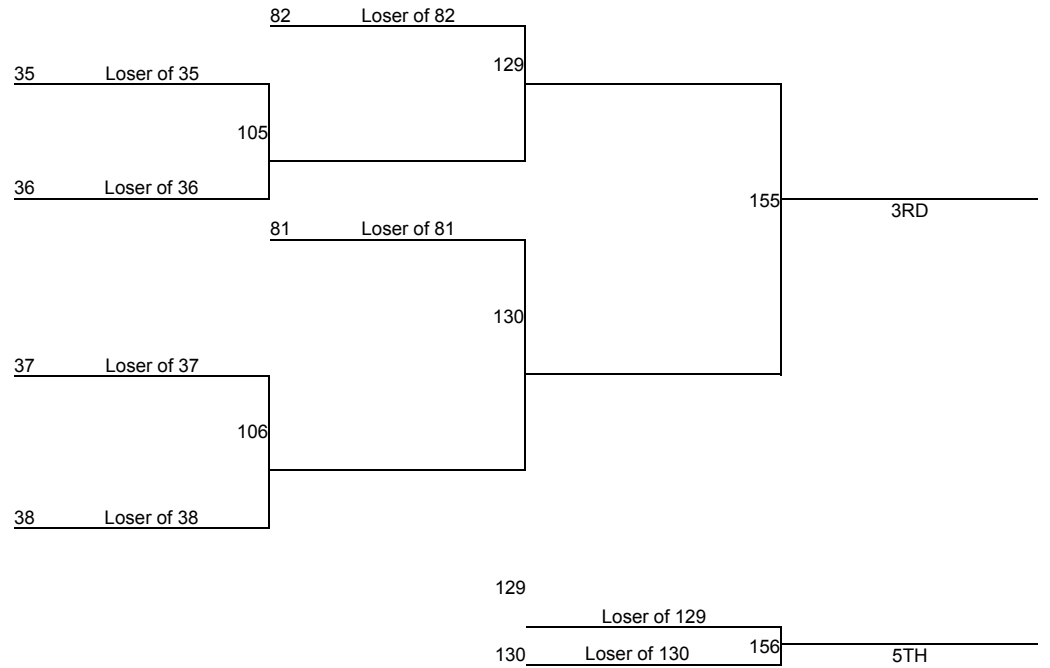 82 Loser of 82
129
35 Loser of 35
105
36 Loser of 36
155
3RD
81 Loser of 81
130
37 Loser of 37
106
38 Loser of 38
129
Loser of 129
130 Loser of 130 156
5TH